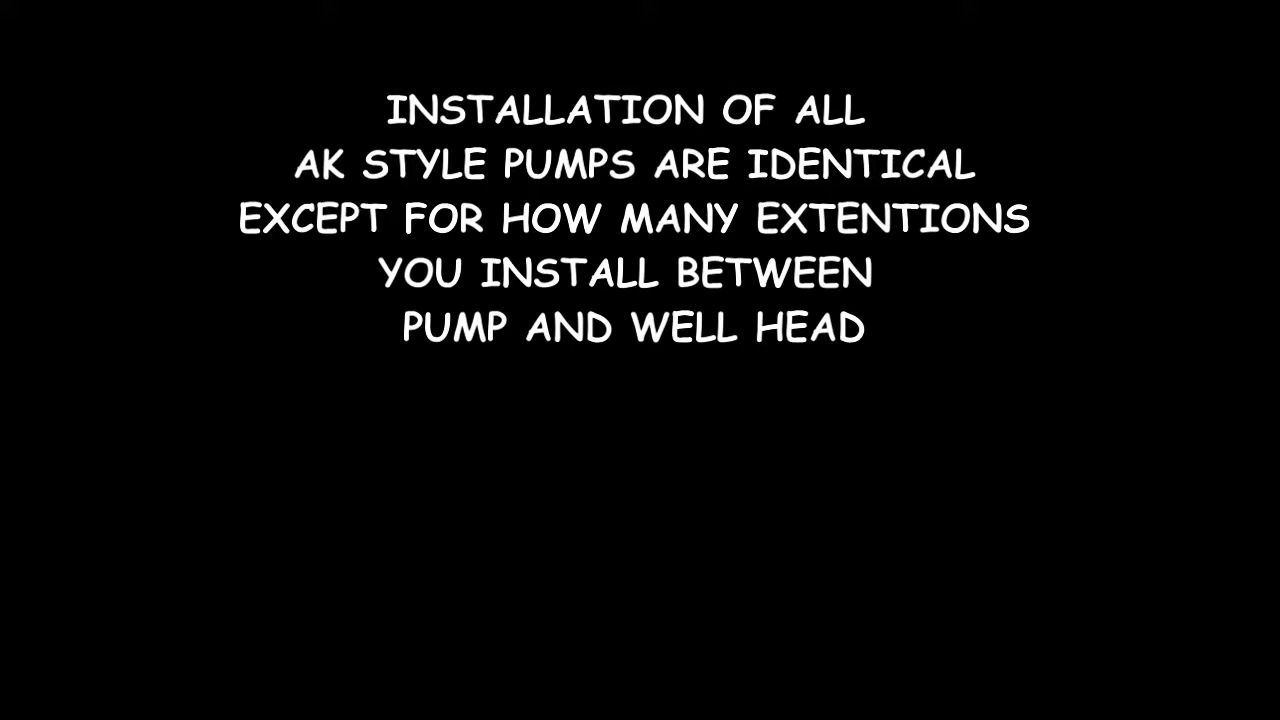 INSTALLATION OF ALL
AK STYLE PUMPS ARE IDENTICAL
EXCEPT FOR HOW MANY EXTENTIONS
YOU INSTALL BETWEEN
PUMP AND WELL HEAD